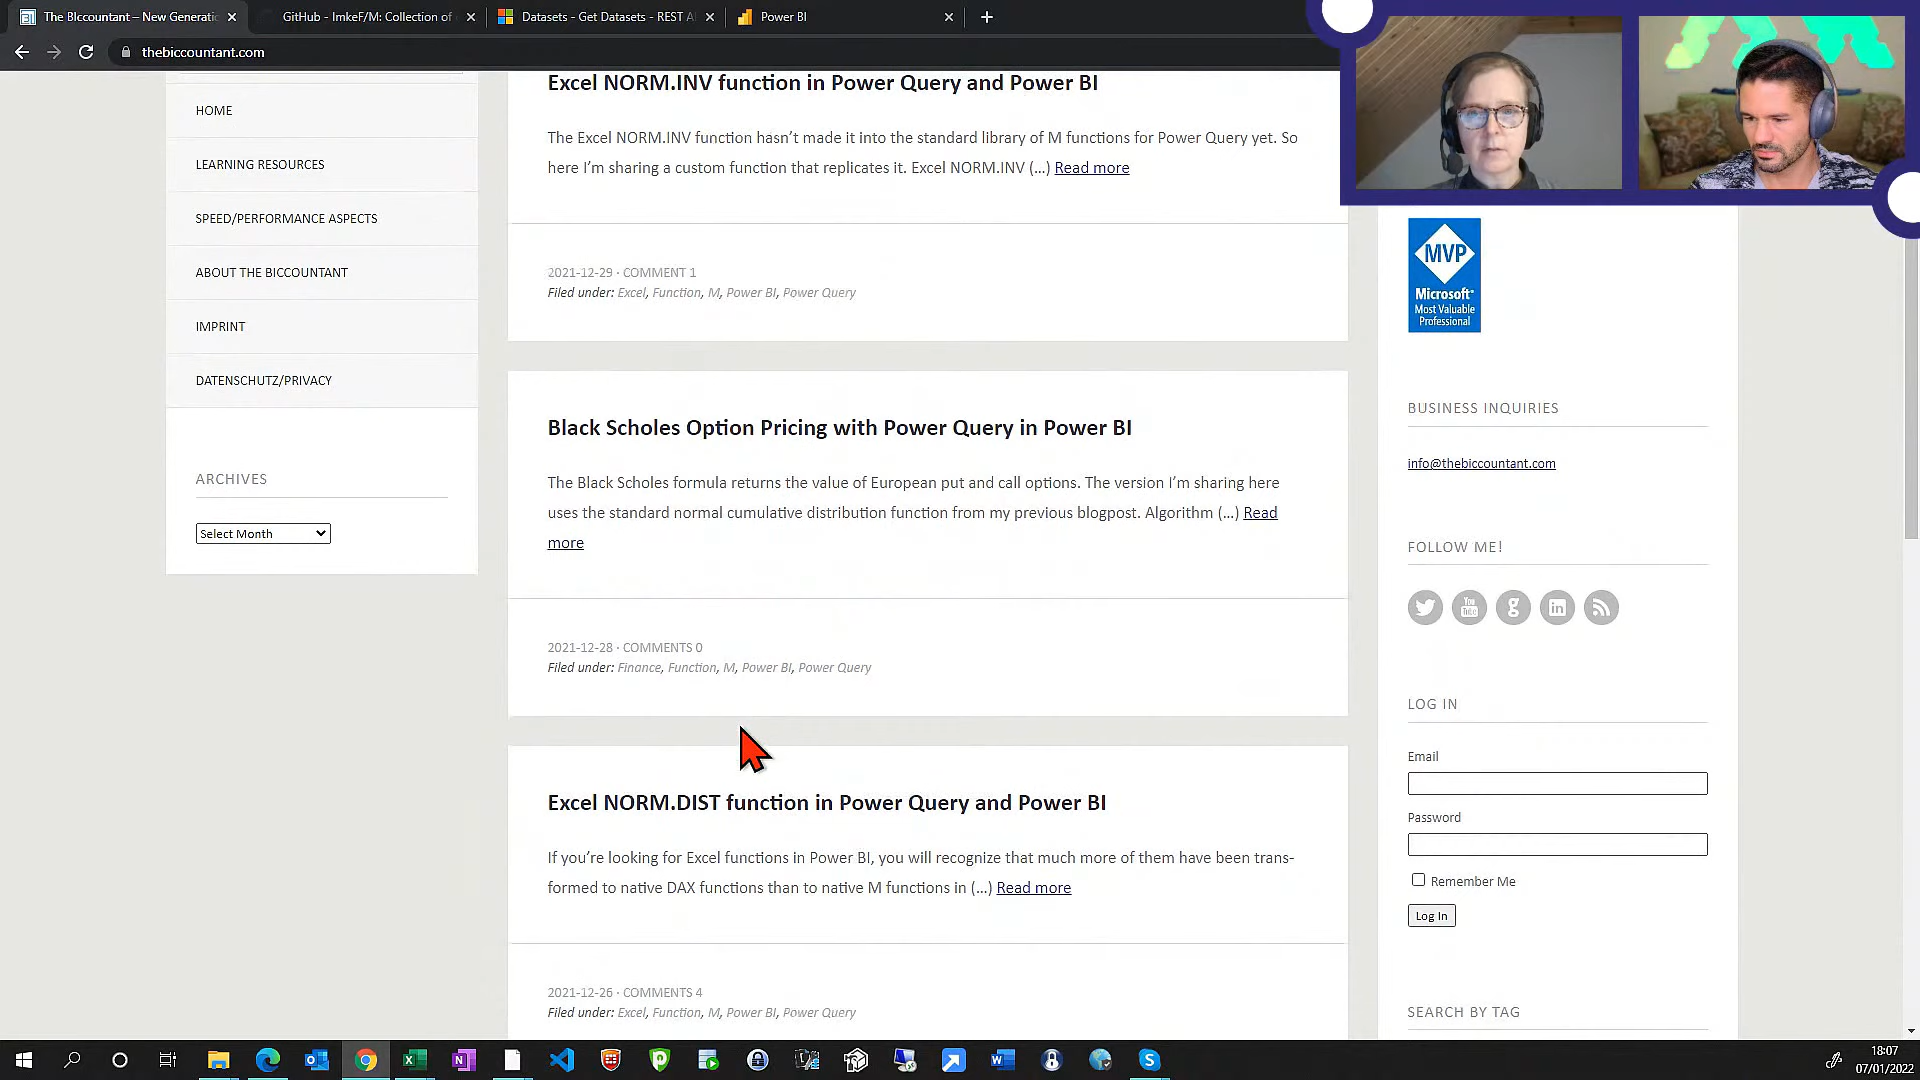 The BIccountant – New Generati
GitHub - ImkeF/M: Collection of
Datasets - Get Datasets - REST A
Power BI
thebiccountant.com
HOME
LEARNING RESOURCES
SPEED/PERFORMANCE ASPECTS
ABOUT THE BICCOUNTANT
IMPRINT
DATENSCHUTZ/PRIVACY
ARCHIVES
Select Month
Excel NORM.INV function in Power Query and Power BI
The Excel NORM.INV function hasn't made it into the standard library of M functions for Power Query yet. So
here I'm sharing a custom function that replicates it. Excel NORM.INV (...) Read more
2021-12-29 · COMMENT 1
Filed under: Excel, Function, M, Power BI, Power Query
Black Scholes Option Pricing with Power Query in Power BI
The Black Scholes formula returns the value of European put and call options. The version I'm sharing here
uses the standard normal cumulative distribution function from my previous blogpost. Algorithm (...) Read
more
2021-12-28 · COMMENTS 0
Filed under: Finance, Function, M, Power BI, Power Query
Excel NORM.DIST function in Power Query and Power BI
If you're looking for Excel functions in Power BI, you will recognize that much more of them have been trans-
formed to native DAX functions than to native M functions in (...) Read more
2021-12-26 · COMMENTS 4
Filed under: Excel, Function, M, Power BI, Power Query
MVP
Microsoft®
Most Valuable
Professional
BUSINESS INQUIRIES
info@thebiccountant.com
FOLLOW ME!
You
Tube
g
in
LOG IN
Email
Password
Remember Me
Log In
SEARCH BY TAG
18:07
07/01/2022